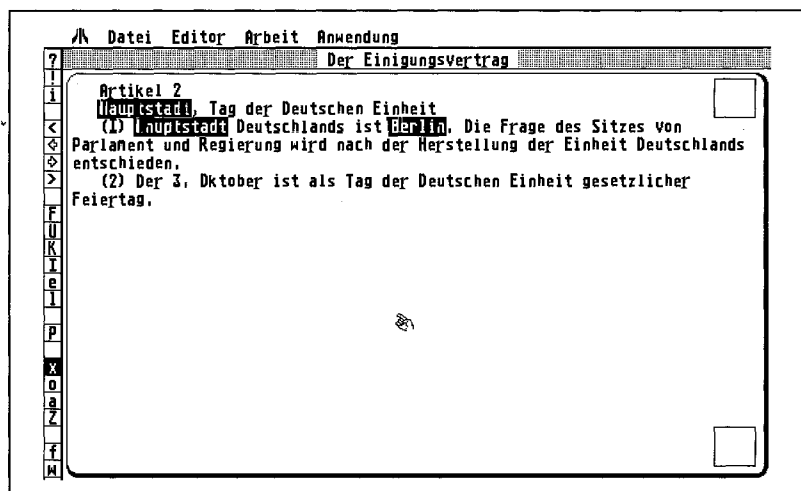 Datei Editor Arbeit Anwendung
Der Einigungsvertrag
?
!
i
<
>
F
U
K
I
e
l
P
x
o
a
Z
f
w
Artikel 2
Hauptstadt, Tag der Deutschen Einheit
(1) Hauptstadt Deutschlands ist Berlin. Die Frage des Sitzes von
Parlament und Regierung wird nach der Herstellung der Einheit Deutschlands
entschieden.
(2) Der 3. Oktober ist als Tag der Deutschen Einheit gesetzlicher
Feiertag.